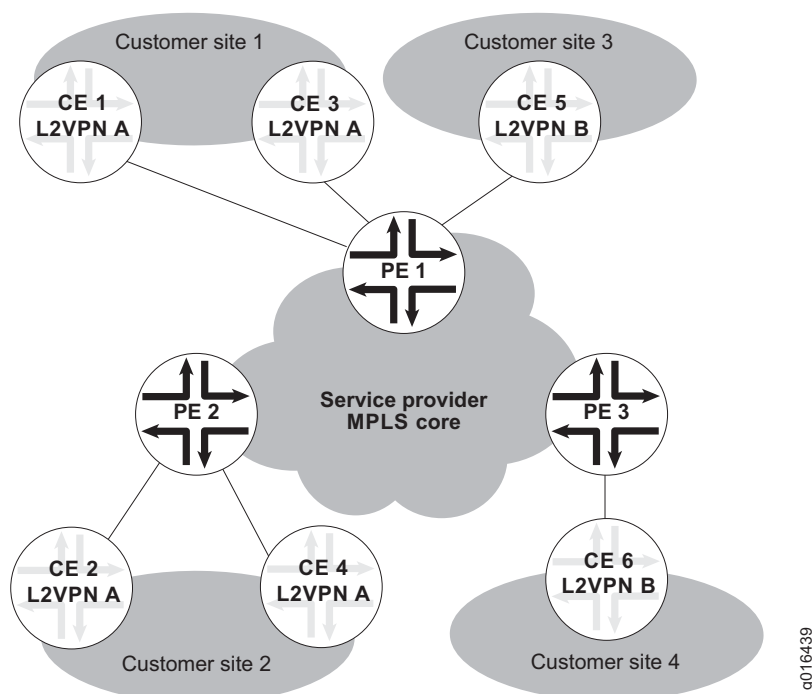 Customer site 1
Customer site 3
CE 1
L2VPN A
CE 3
L2VPN A
CE 5
L2VPN B
PE 1
PE 2
Service provider
MPLS core
PE 3
CE 2
L2VPN A
CE 4
L2VPN A
CE 6
L2VPN B
Customer site 2
Customer site 4
g016439